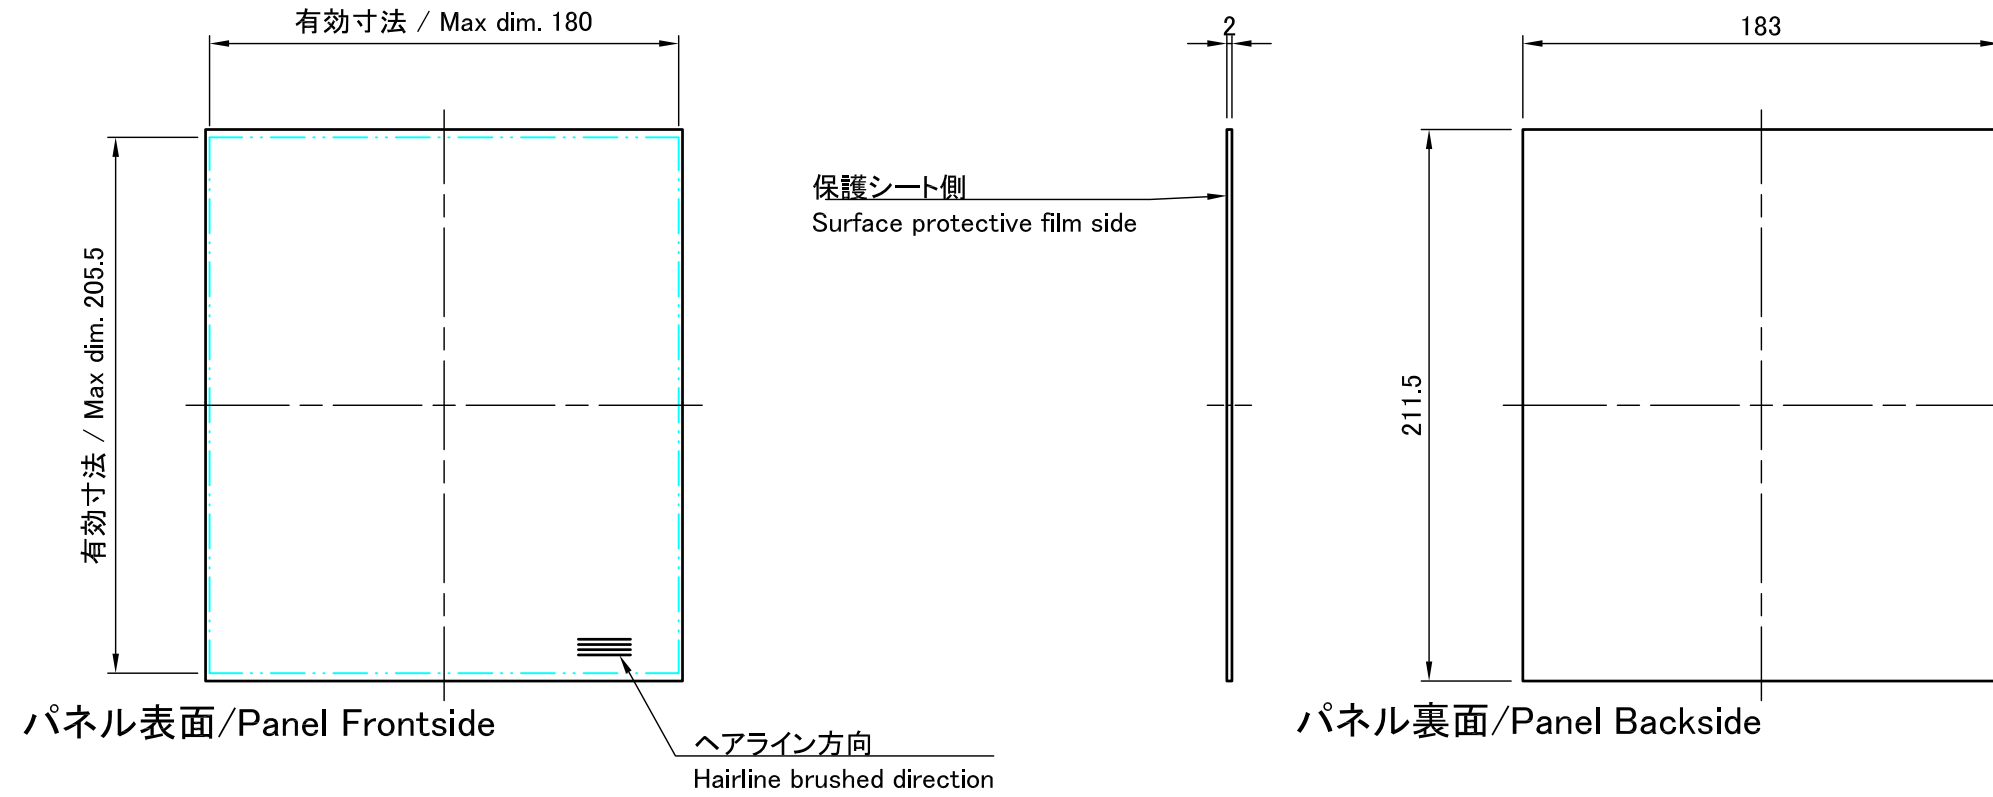 有効寸法 / Max dim. 180
2
183
保護シート側
Surface protective film side
有効寸法 / Max dim. 205.5
211.5
パネル表面/Panel Frontside
パネル裏面/Panel Backside
ヘアライン方向
Hairline brushed direction